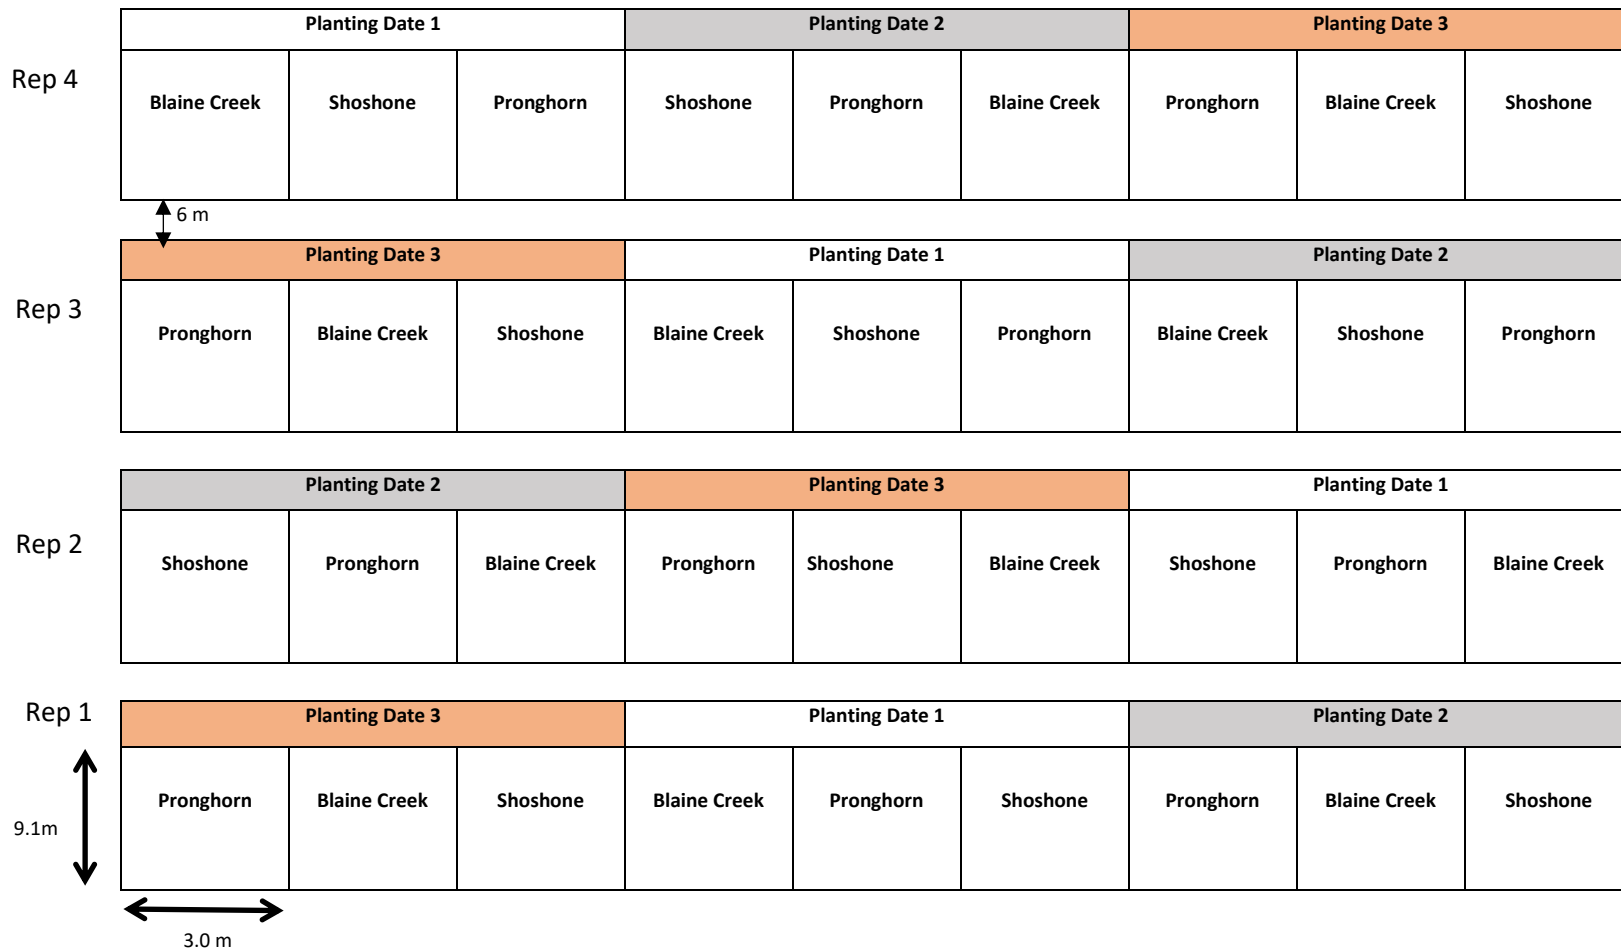 Planting Date 1 Planting Date 2 Planting Date 3
Rep 4
Blaine Creek Shoshone Pronghorn Shoshone Pronghorn Blaine Creek Pronghorn Blaine Creek Shoshone
6 m
Planting Date 3 Planting Date 1 Planting Date 2
Rep 3
Pronghorn Blaine Creek Shoshone Blaine Creek Shoshone Pronghorn Blaine Creek Shoshone Pronghorn
Planting Date 2 Planting Date 3 Planting Date 1
Rep 2
Shoshone Pronghorn Blaine Creek Pronghorn Shoshone Blaine Creek Shoshone Pronghorn Blaine Creek
Rep 1
Planting Date 3 Planting Date 1 Planting Date 2
Pronghorn Blaine Creek Shoshone Blaine Creek Pronghorn Shoshone Pronghorn Blaine Creek Shoshone
9.1m
3.0 m